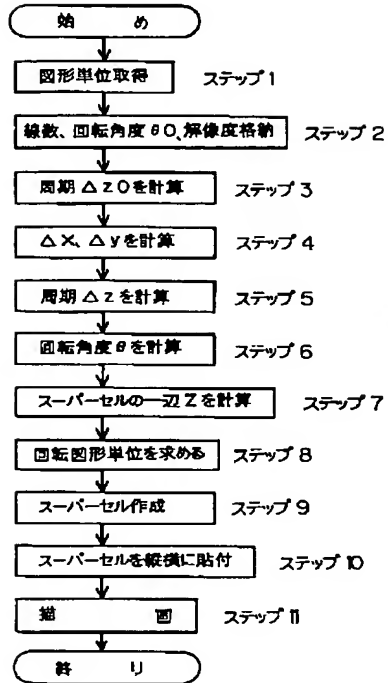 始 め
図形単位取得 ステップ1
線数、回転角度θ0、解像度格納 ステップ2
周期△z0を計算 ステップ3
△x、△yを計算 ステップ4
周期△zを計算 ステップ5
回転角度θを計算 ステップ6
スーパーセルの一辺Zを計算 ステップ7
回転図形単位を求める ステップ8
スーパーセル作成 ステップ9
スーパーセルを縦横に貼付 ステップ10
描 画 ステップ11
終 り